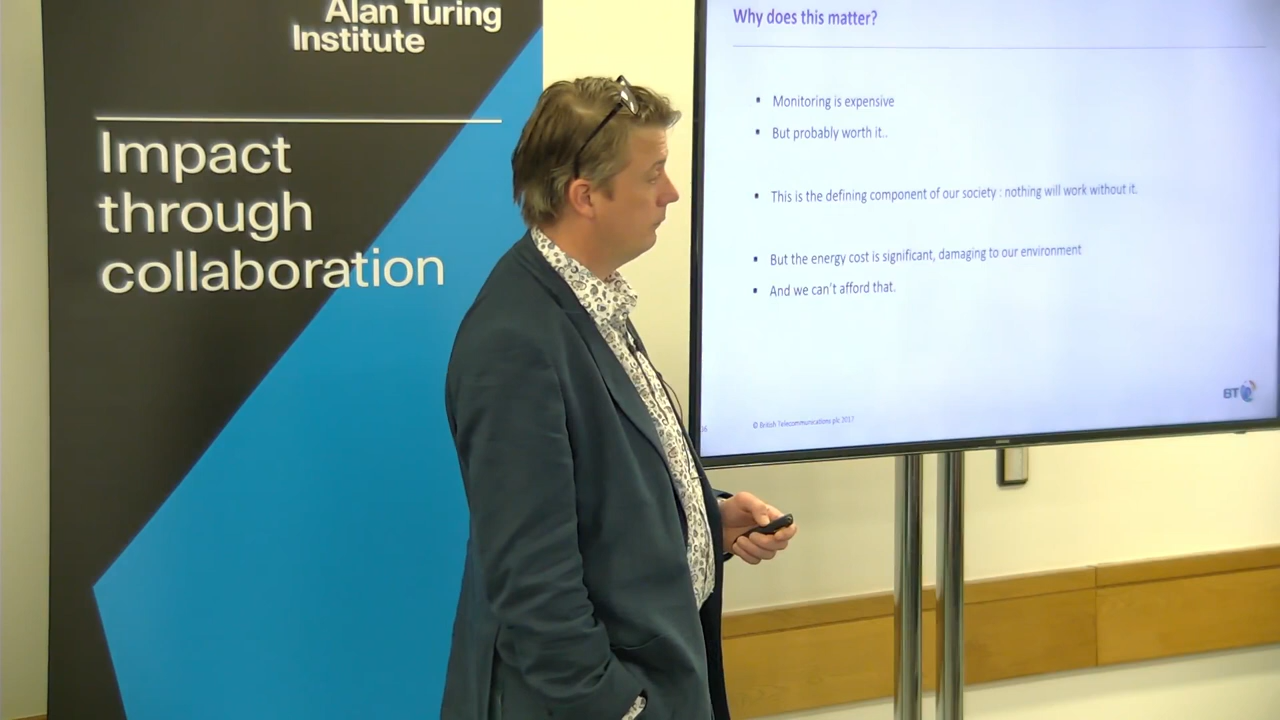 Alan Turing
Institute
Impact
through
collaboration
Why does this matter?
▪ Monitoring is expensive
▪ But probably worth it..
▪ This is the defining component of our society : nothing will work without it.
▪ But the energy cost is significant, damaging to our environment
▪ And we can't afford that.
16
© British Telecommunications plc 2017
BT